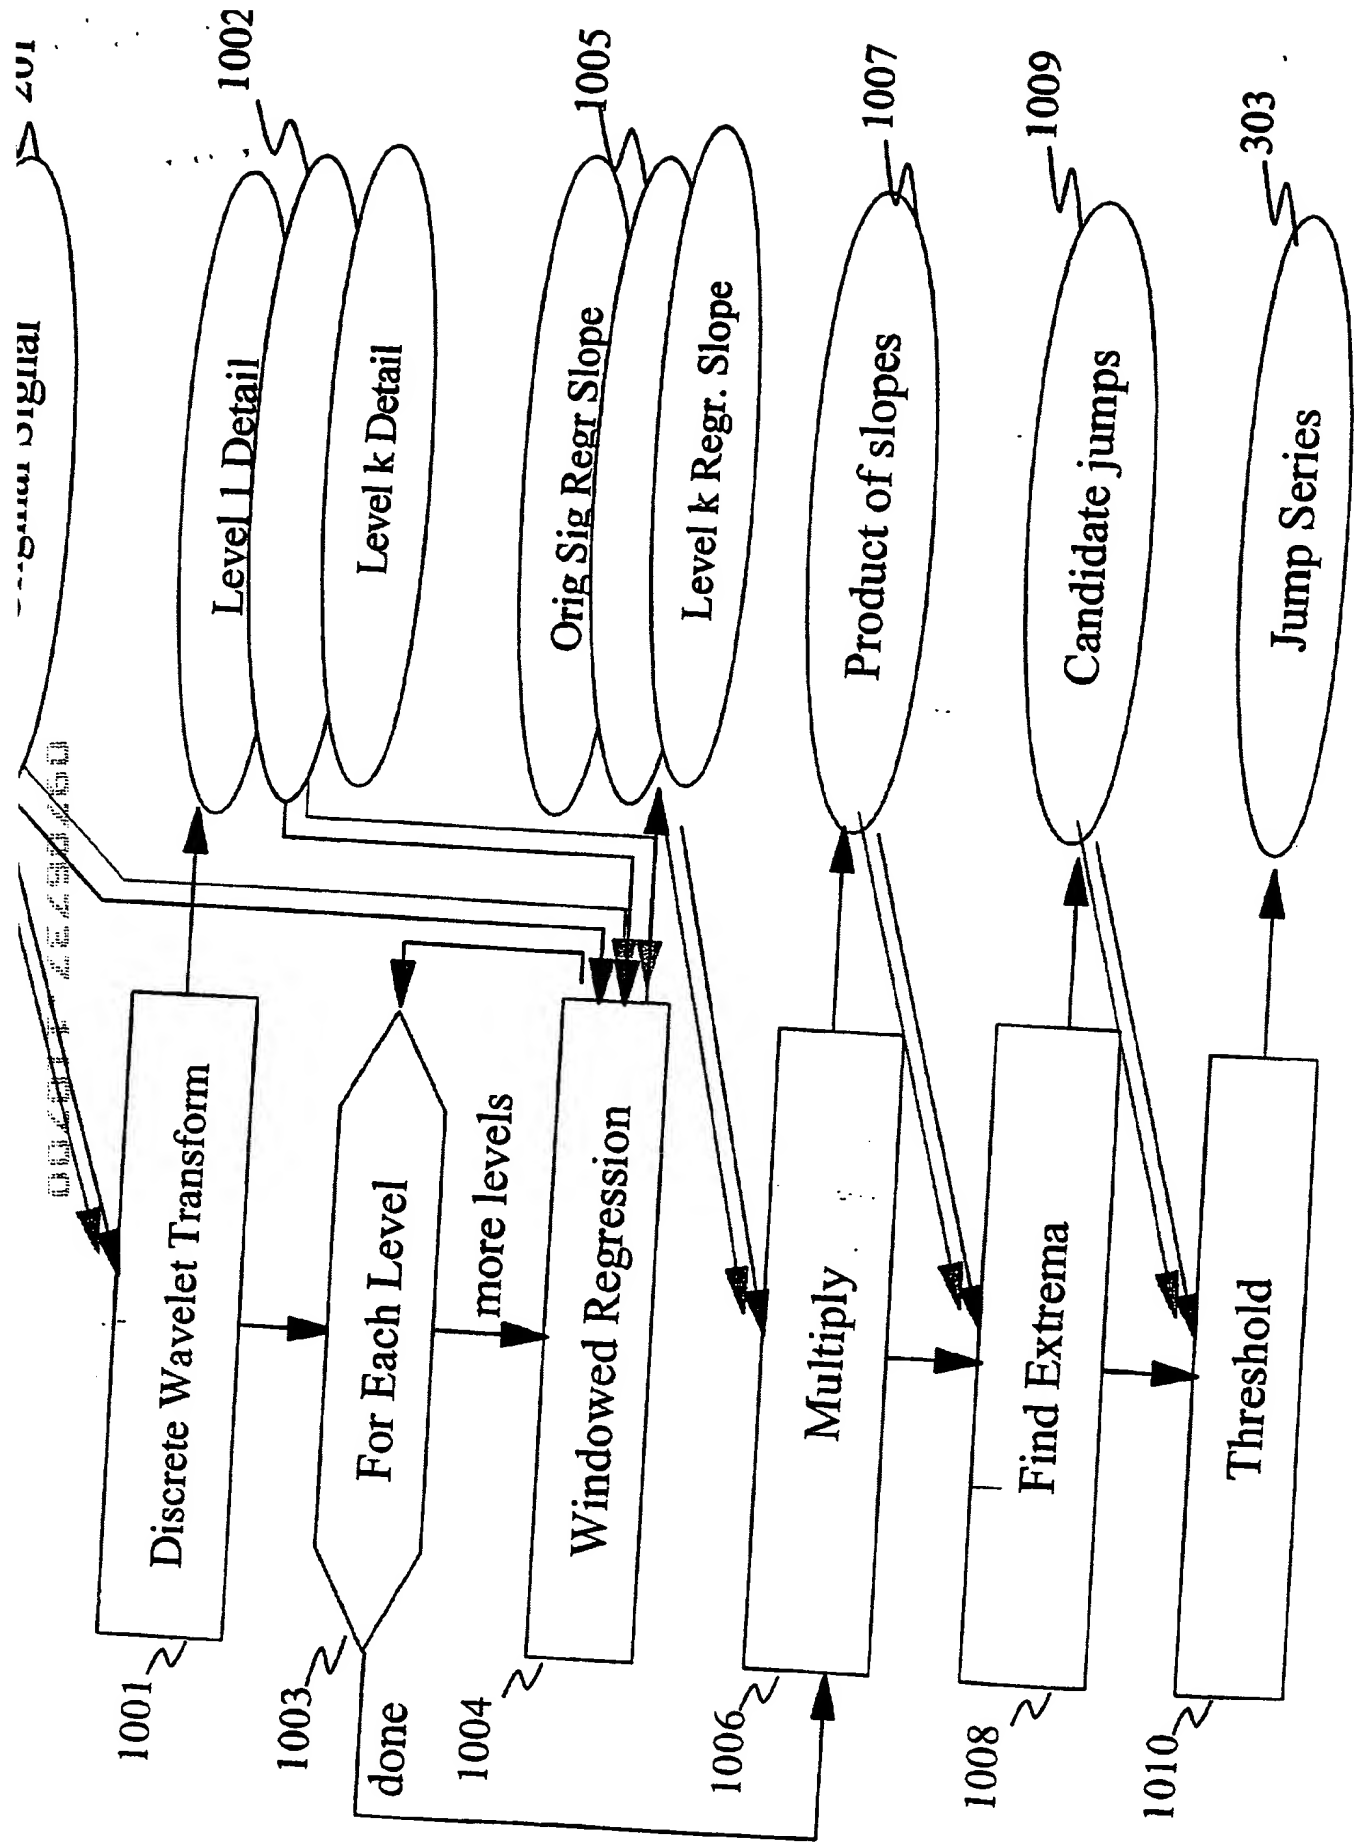 201
Signal
1001
Discrete Wavelet Transform
Level 1 Detail
Level k Detail
1002
1003
For Each Level
done
more levels
1004
Windowed Regression
Orig Sig Regr Slope
Level k Regr. Slope
1005
1006
Multiply
Product of slopes
1007
1008
Find Extrema
Candidate jumps
1009
1010
Threshold
Jump Series
303